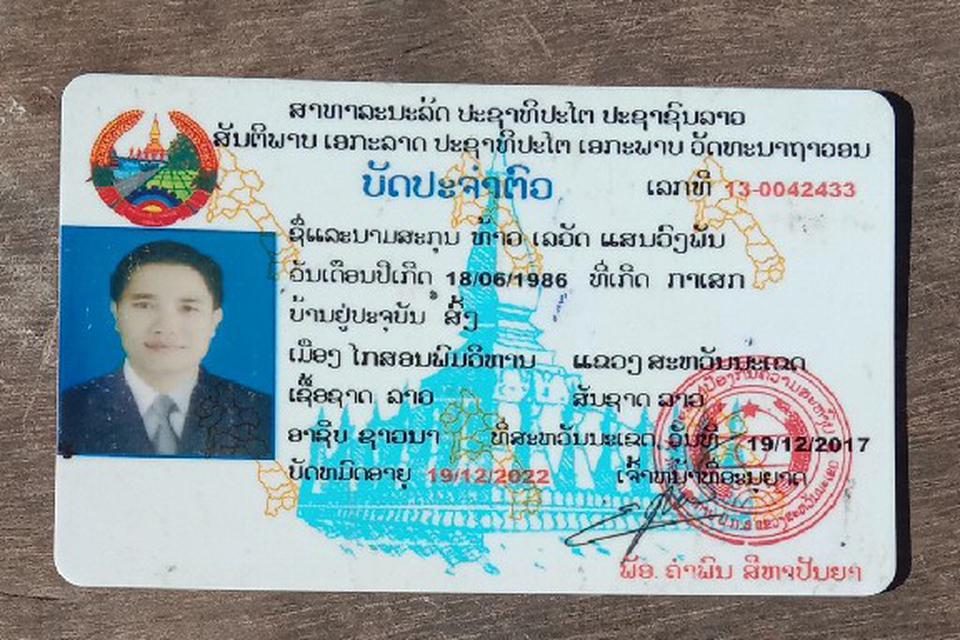 ສາທາລະນະລັດ ປະຊາທິປະໄຕ ປະຊາຊົນລາວ
ສັນຕິພາບ ເອກະລາດ ປະຊາທິປະໄຕ ເອກະພາບ ວັດທະນາຖາວອນ
ບັດປະຈຳຕົວ
ເລກທີ 13-0042433
ຊື່ແລະນາມສະກຸນ ທ້າວ ເລວັດ ແສນວົງພັນ
ວັນເດືອນປີເກີດ 18/06/1986 ທີ່ເກີດ ກາເສກ
ບ້ານຢູ່ປະຈຸບັນ ສົ້ງ
ເມືອງ ໄກສອນພົມວິຫານ ແຂວງ ສະຫວັນນະເຂດ
ເຊື້ອຊາດ ລາວ ສັນຊາດ ລາວ
ອາຊີບ ຊາວນາ ທີ່ສະຫວັນນະເຂດ, ວັນທີ 19/12/2017
ບັດໝົດອາຍຸ 19/12/2022 ເຈົ້າໜ້າທີ່ອະນຸຍາດ
ພັອ. ຄຳພົນ ສີຫາປັນຍາ